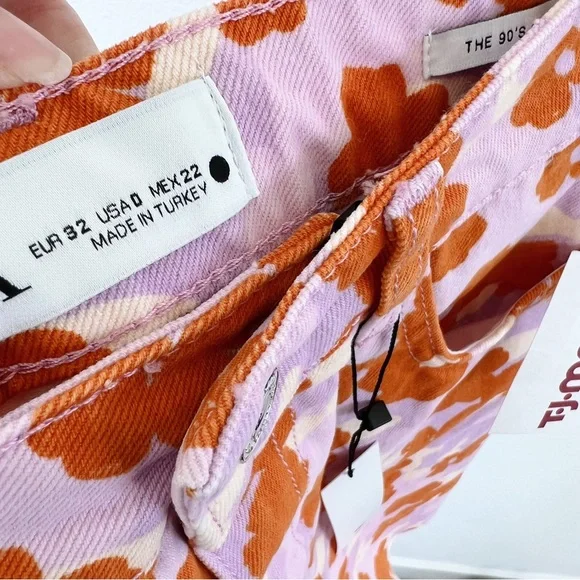 THE 90'S
EUR 32 USA 0 MEX 22
MADE IN TURKEY
T·J·m